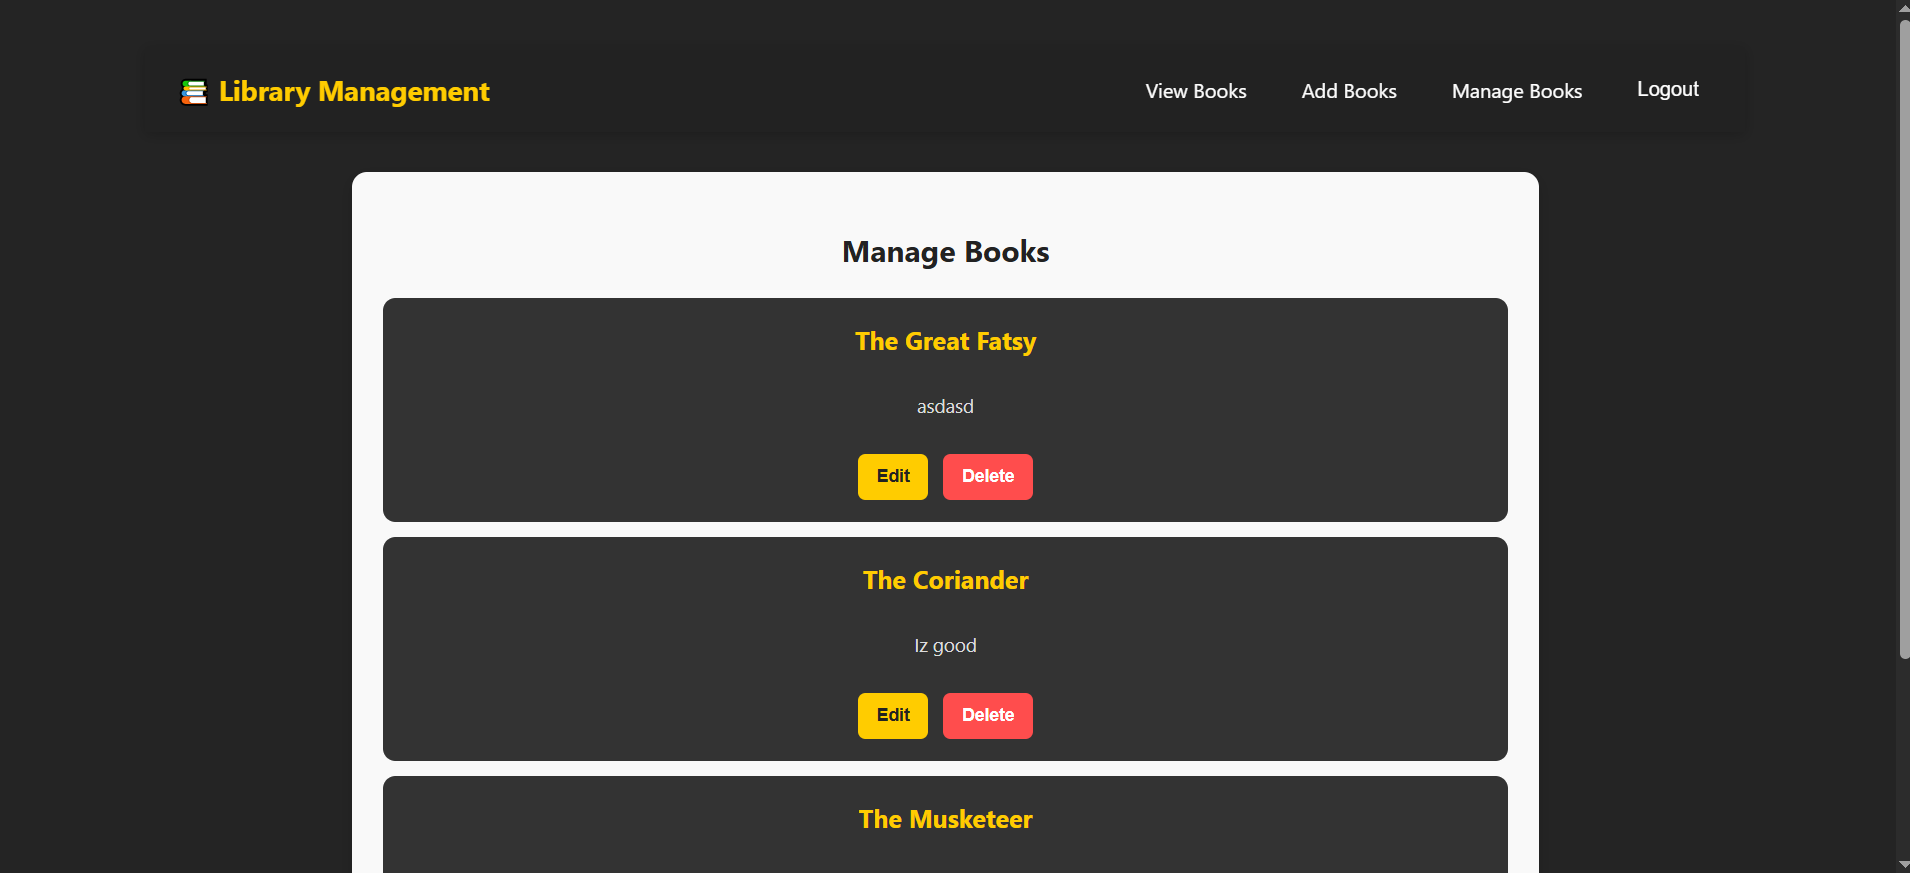 Library Management
View Books Add Books Manage Books Logout
Manage Books
The Great Fatsy
asdasd
Edit Delete
The Coriander
Iz good
Edit Delete
The Musketeer